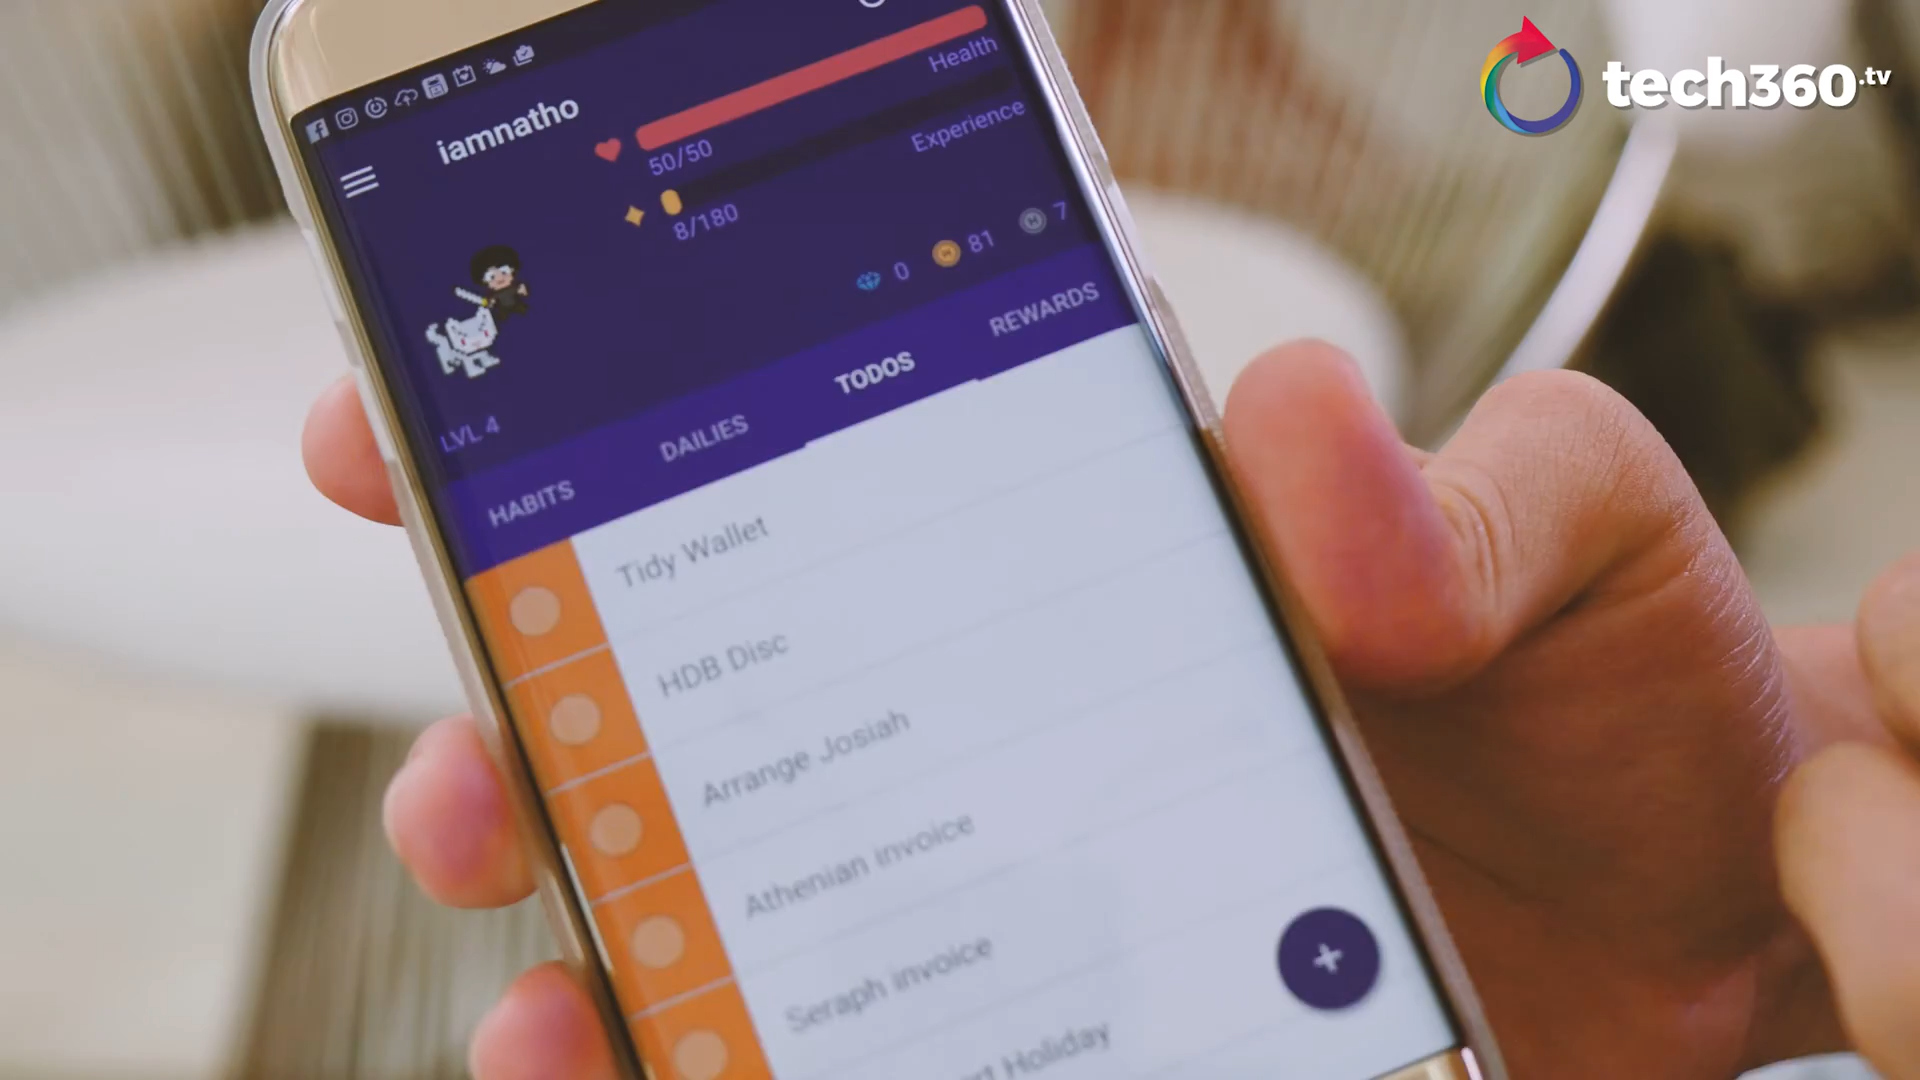 tech360.tv
iamnatho
Health
50/50
Experience
8/180
0
81
7
LVL 4
HABITS
DAILIES
TODOS
REWARDS
Tidy Wallet
HDB Disc
Arrange Josiah
Athenian invoice
Seraph invoice
Holiday
+